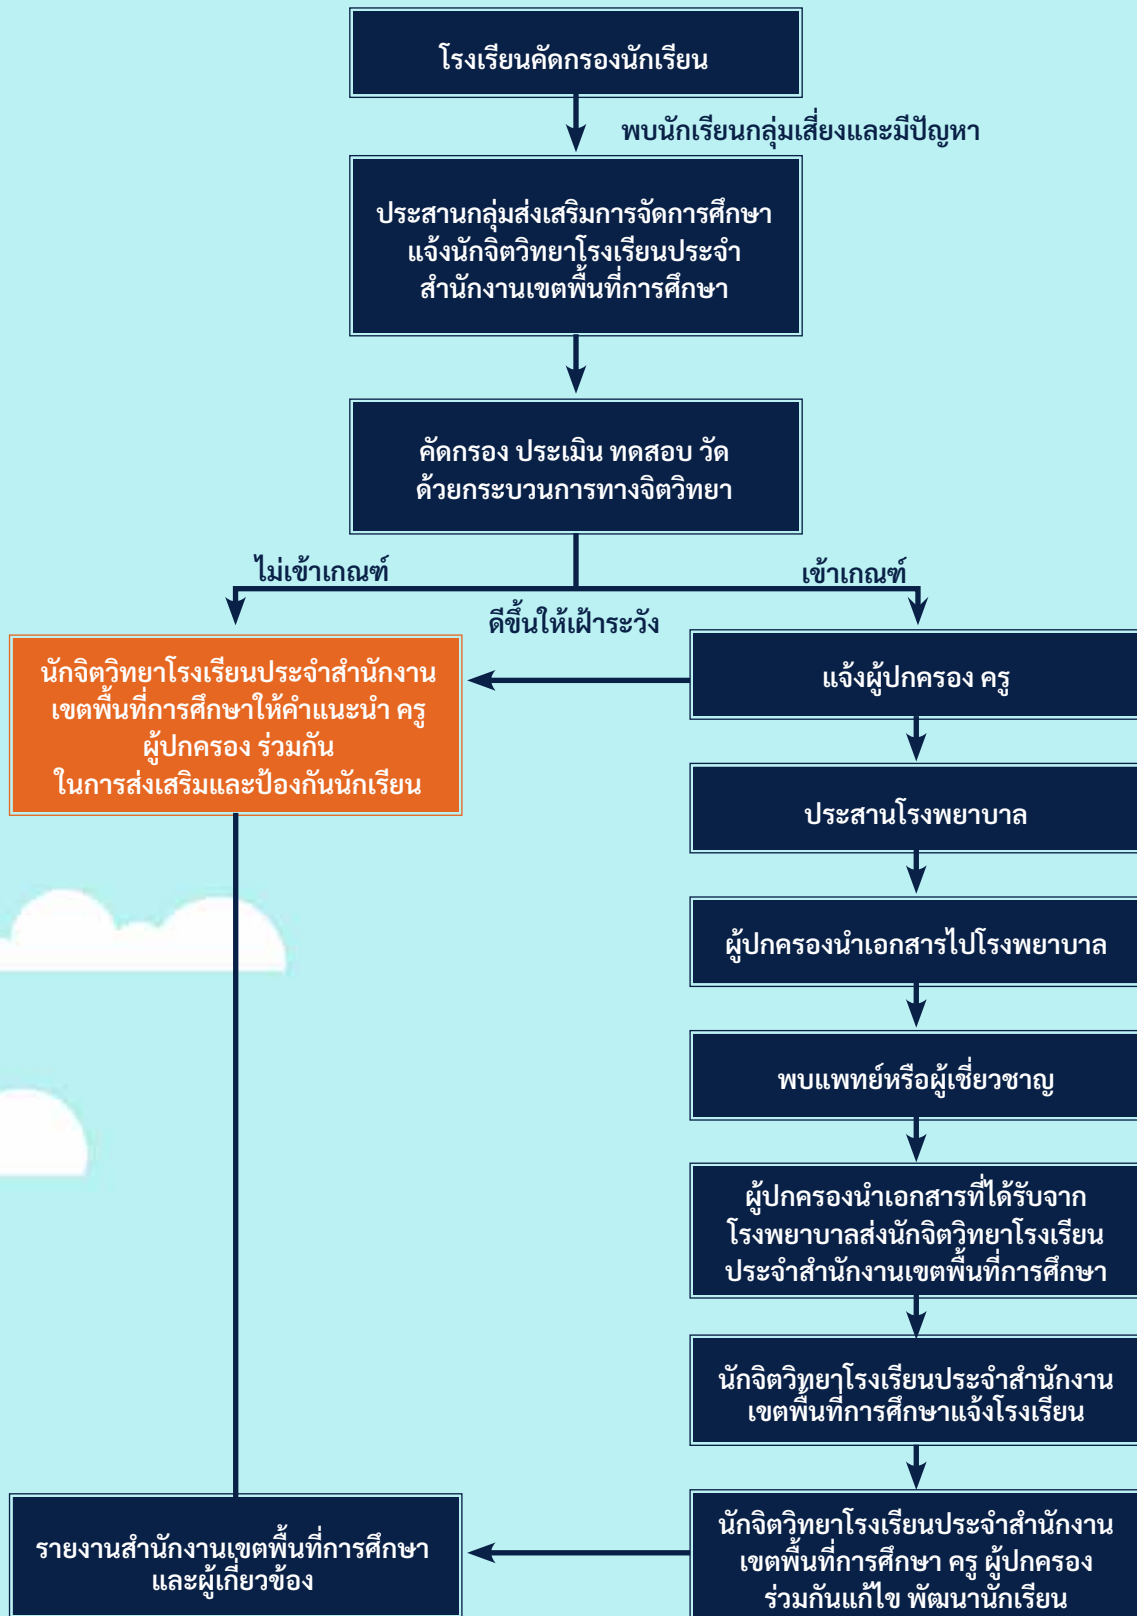 โรงเรียนคัดกรองนักเรียน
พบนักเรียนกลุ่มเสี่ยงและมีปัญหา
ประสานกลุ่มส่งเสริมการจัดการศึกษา
แจ้งนักจิตวิทยาโรงเรียนประจำ
สำนักงานเขตพื้นที่การศึกษา
คัดกรอง ประเมิน ทดสอบ วัด
ด้วยกระบวนการทางจิตวิทยา
ไม่เข้าเกณฑ์
เข้าเกณฑ์
ดีขึ้นให้เฝ้าระวัง
นักจิตวิทยาโรงเรียนประจำสำนักงาน
เขตพื้นที่การศึกษาให้คำแนะนำ ครู
ผู้ปกครอง ร่วมกัน
ในการส่งเสริมและป้องกันนักเรียน
แจ้งผู้ปกครอง ครู
ประสานโรงพยาบาล
ผู้ปกครองนำเอกสารไปโรงพยาบาล
พบแพทย์หรือผู้เชี่ยวชาญ
ผู้ปกครองนำเอกสารที่ได้รับจาก
โรงพยาบาลส่งนักจิตวิทยาโรงเรียน
ประจำสำนักงานเขตพื้นที่การศึกษา
นักจิตวิทยาโรงเรียนประจำสำนักงาน
เขตพื้นที่การศึกษาแจ้งโรงเรียน
นักจิตวิทยาโรงเรียนประจำสำนักงาน
เขตพื้นที่การศึกษา ครู ผู้ปกครอง
ร่วมกันแก้ไข พัฒนานักเรียน
รายงานสำนักงานเขตพื้นที่การศึกษา
และผู้เกี่ยวข้อง